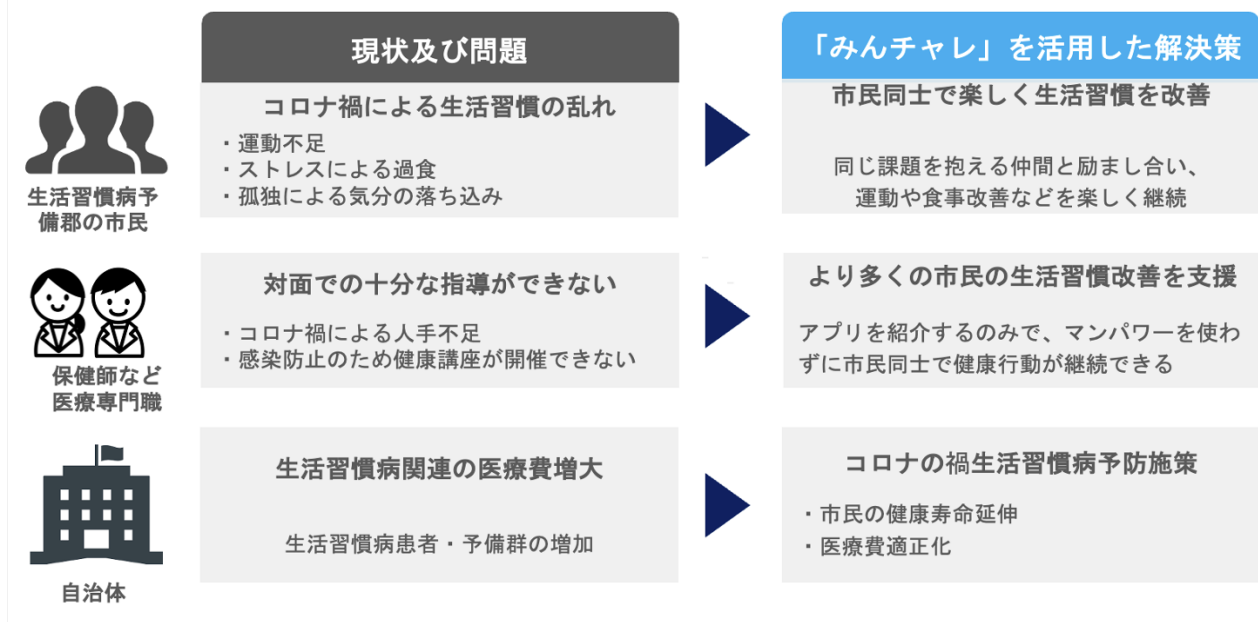 現状及び問題
「みんチャレ」を活用した解決策
生活習慣病予
備郡の市民
コロナ禍による生活習慣の乱れ
・運動不足
・ストレスによる過食
・孤独による気分の落ち込み
市民同士で楽しく生活習慣を改善
同じ課題を抱える仲間と励まし合い、
運動や食事改善などを楽しく継続
保健師など
医療専門職
対面での十分な指導ができない
・コロナ禍による人手不足
・感染防止のため健康講座が開催できない
より多くの市民の生活習慣改善を支援
アプリを紹介するのみで、マンパワーを使わ
ずに市民同士で健康行動が継続できる
自治体
生活習慣病関連の医療費増大
生活習慣病患者・予備群の増加
コロナの禍生活習慣病予防施策
・市民の健康寿命延伸
・医療費適正化